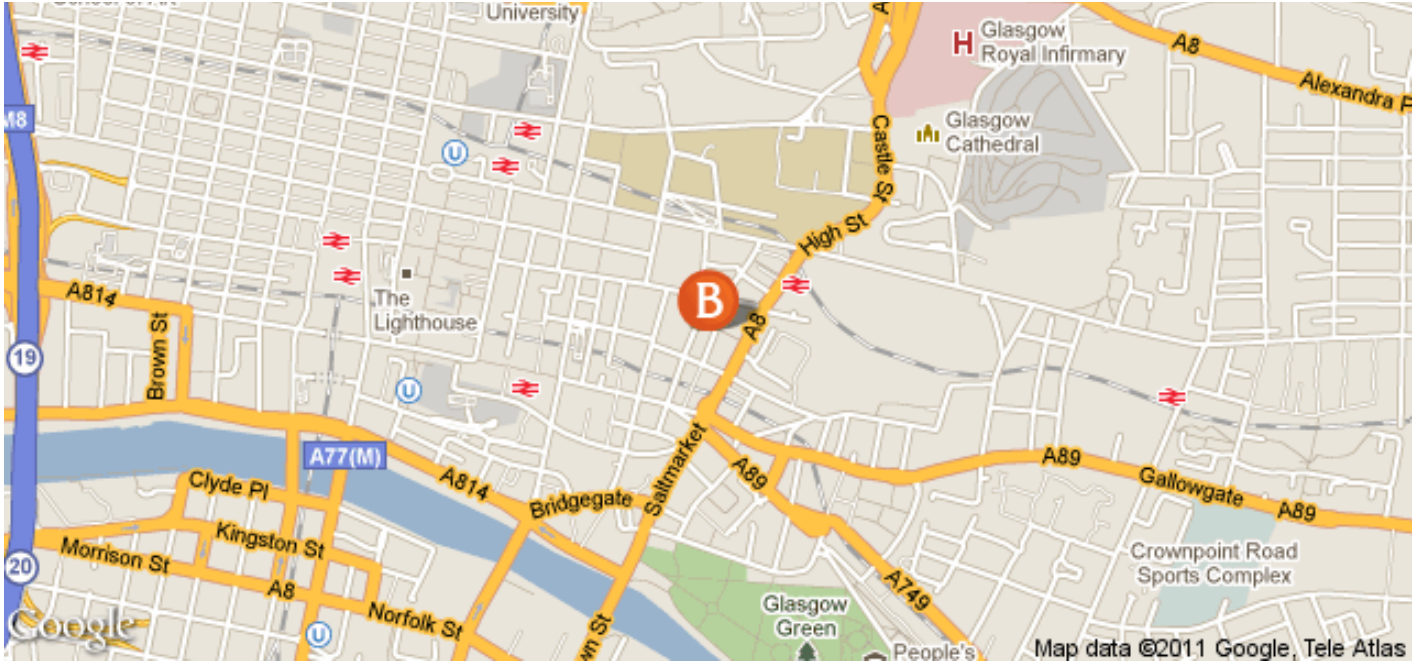 University
A8
H
Glasgow
Royal Infirmary
Alexandra P
M8
U
Castle St
Glasgow
Cathedral
High St
A814
The
Lighthouse
B
A8
Brown St
19
U
A77(M)
A814
Saltmarket
Bridgegate
A89
A89
Gallowgate
A89
Clyde Pl
Kingston St
Morrison St
20
A8
Norfolk St
U
wn St
Crownpoint Road
Sports Complex
A749
Glasgow
Green
People's
Google
Map data ©2011 Google, Tele Atlas